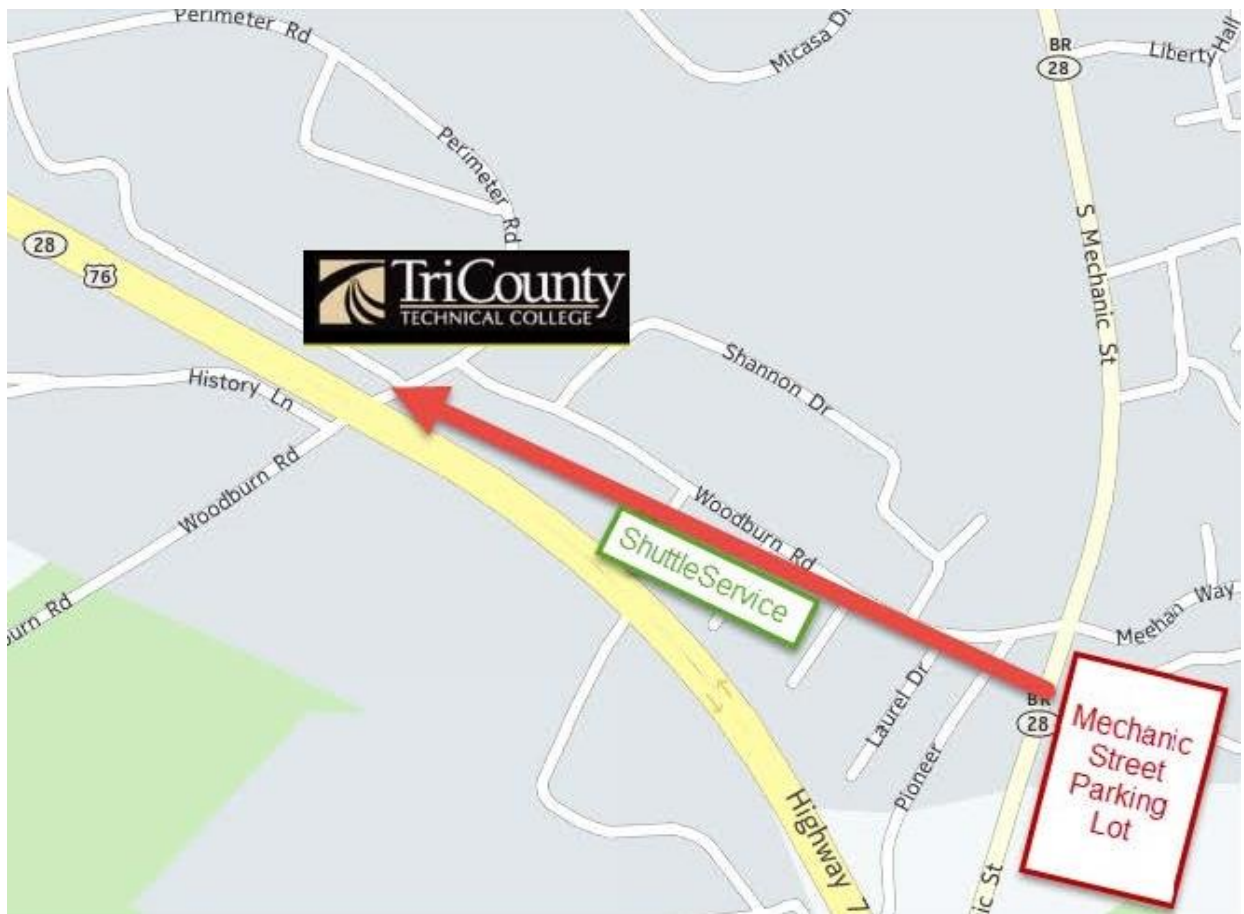 Perimeter Rd
Micasa Dr
BR
28
Liberty Hall
Perimeter Rd
S Mechanic St
28
76
TriCounty
TECHNICAL COLLEGE
History Ln
Shannon Dr
Woodburn Rd
Woodburn Rd
ShuttleService
burn Rd
Meehan Way
Laurel Dr
Pioneer
BR
28
Mechanic
Street
Parking
Lot
Highway 7
nic St